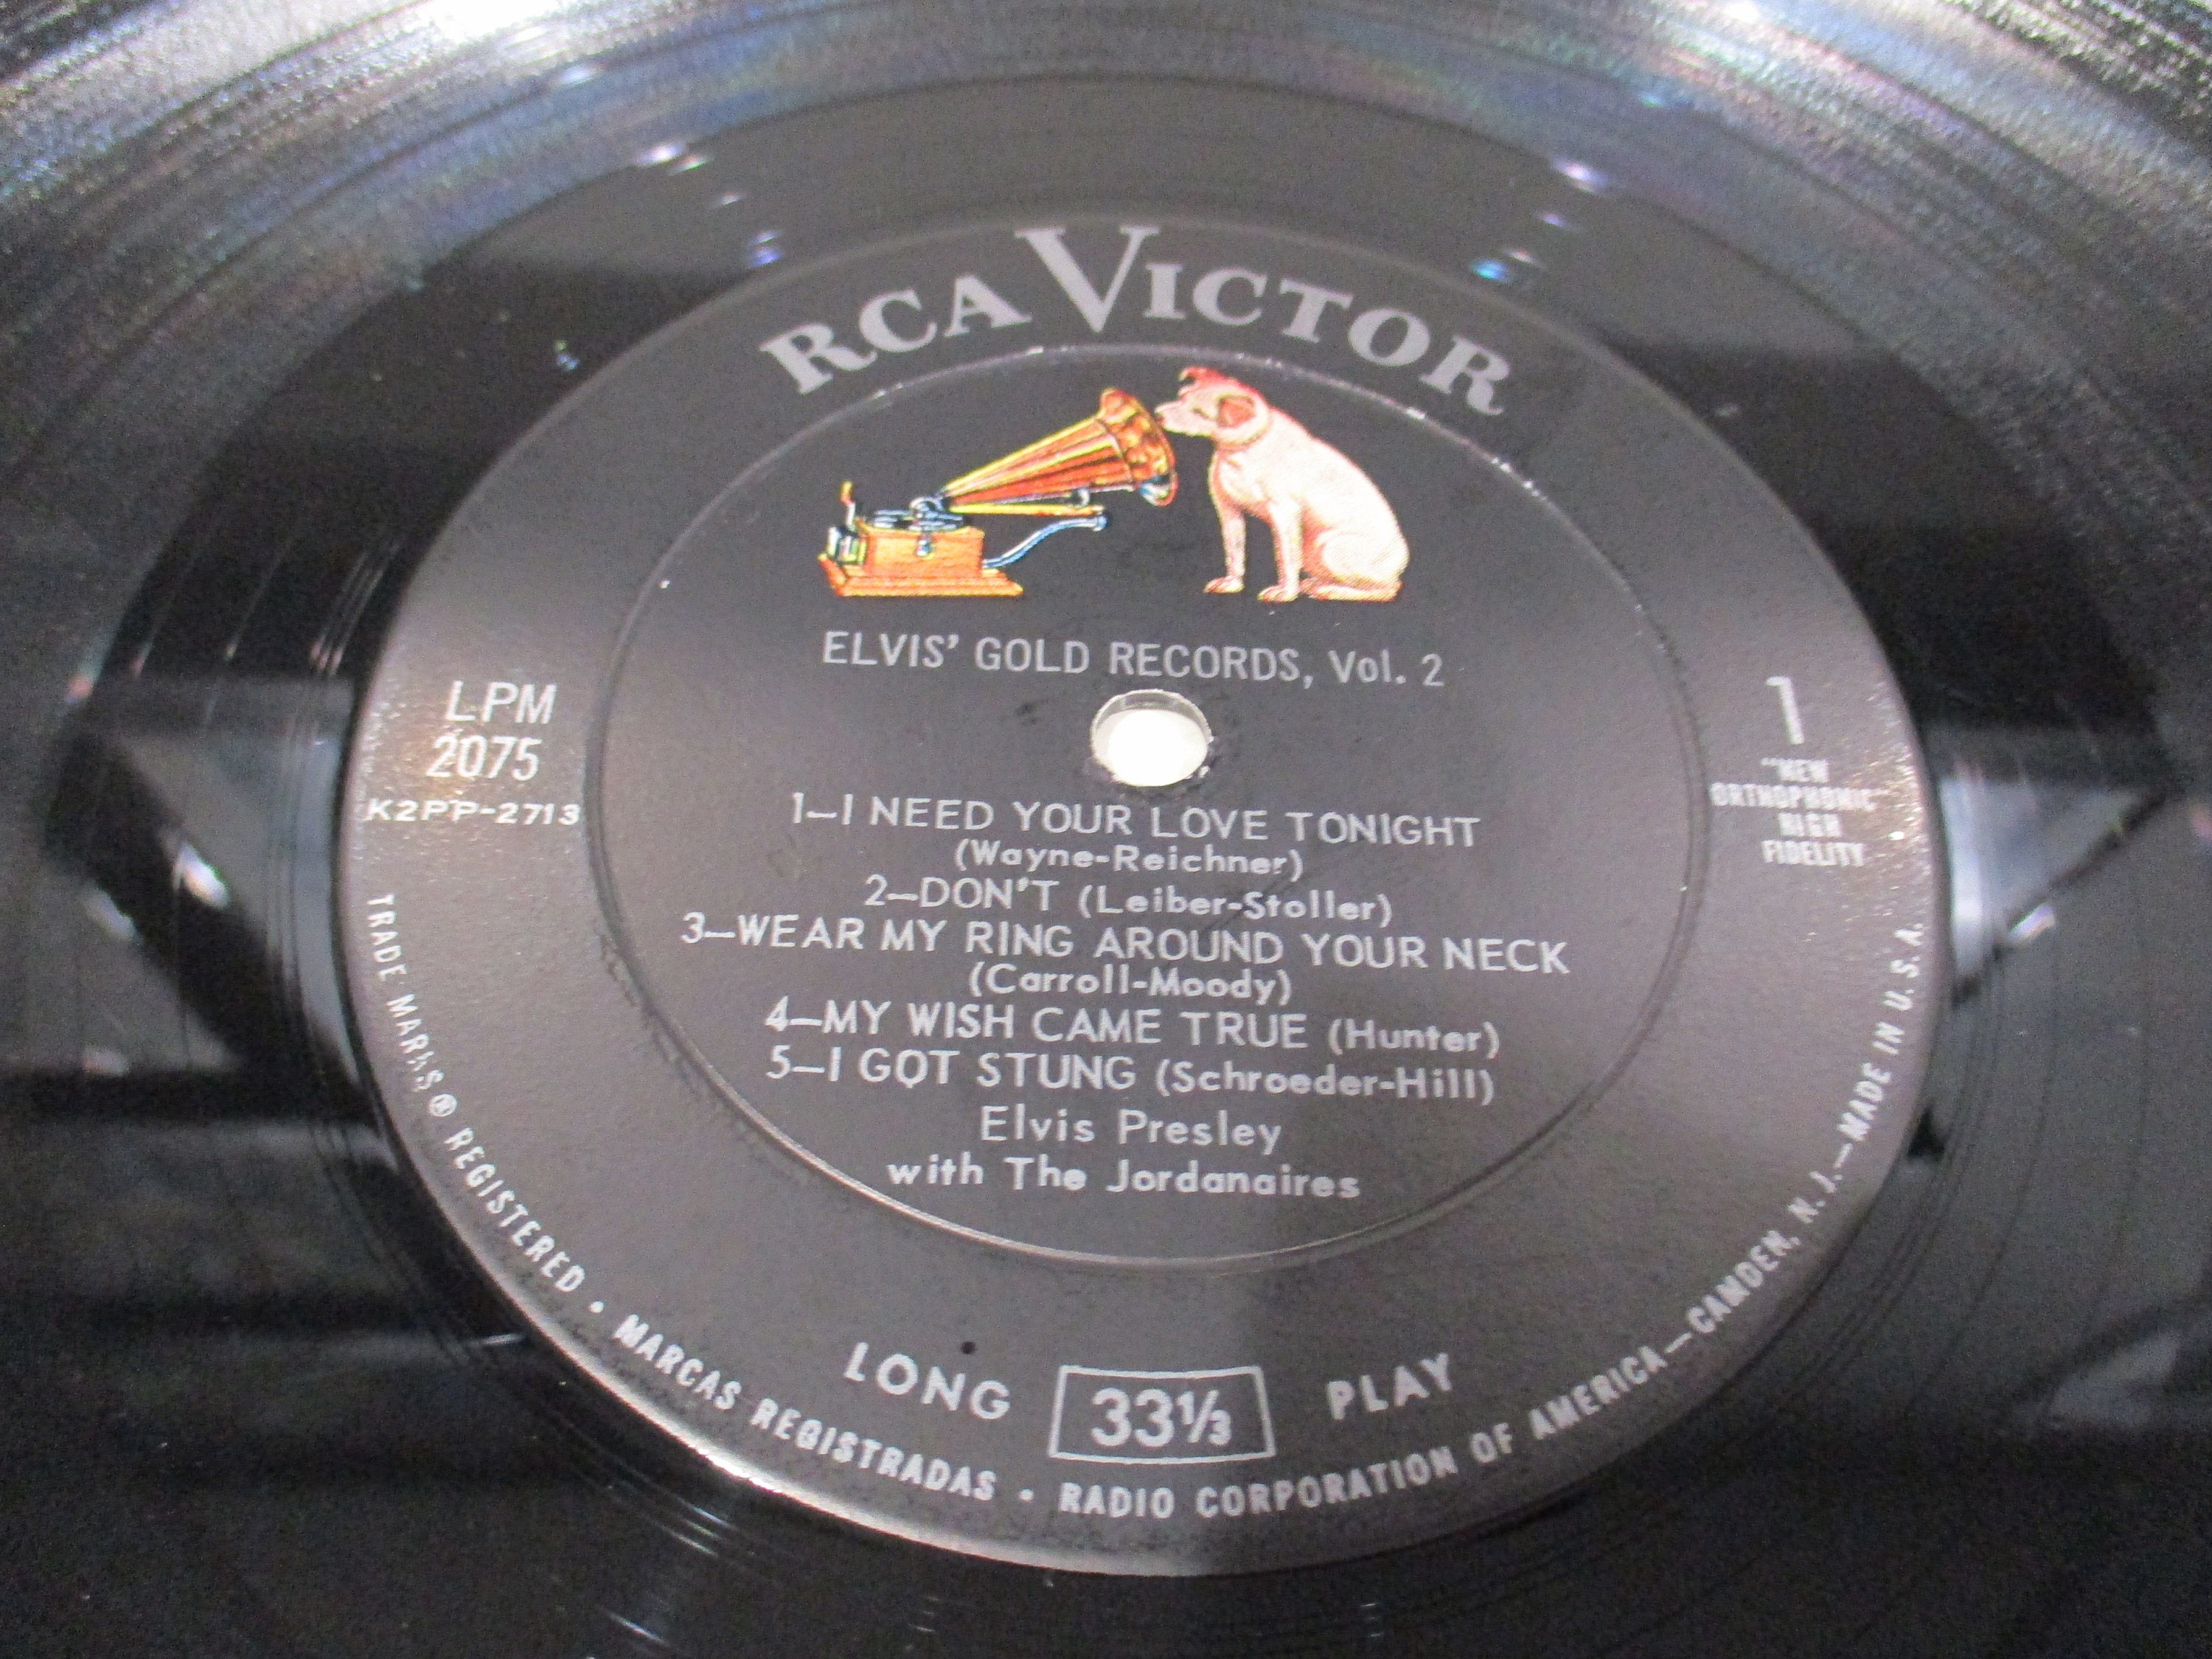 RCA VICTOR
ELVIS' GOLD RECORDS, Vol. 2
LPM
2075
K2PP-2713
1
"NEW
ORTHOPHONIC"
HIGH
FIDELITY
1—I NEED YOUR LOVE TONIGHT
(Wayne-Reichner)
2—DON'T (Leiber-Stoller)
3—WEAR MY RING AROUND YOUR NECK
(Carroll-Moody)
4—MY WISH CAME TRUE (Hunter)
5—I GOT STUNG (Schroeder-Hill)
Elvis Presley
with The Jordanaires
LONG 33⅓ PLAY
TRADE MARKS ® REGISTERED • MARCAS REGISTRADAS • RADIO CORPORATION OF AMERICA—CAMDEN, N. J.—MADE IN U.S.A.